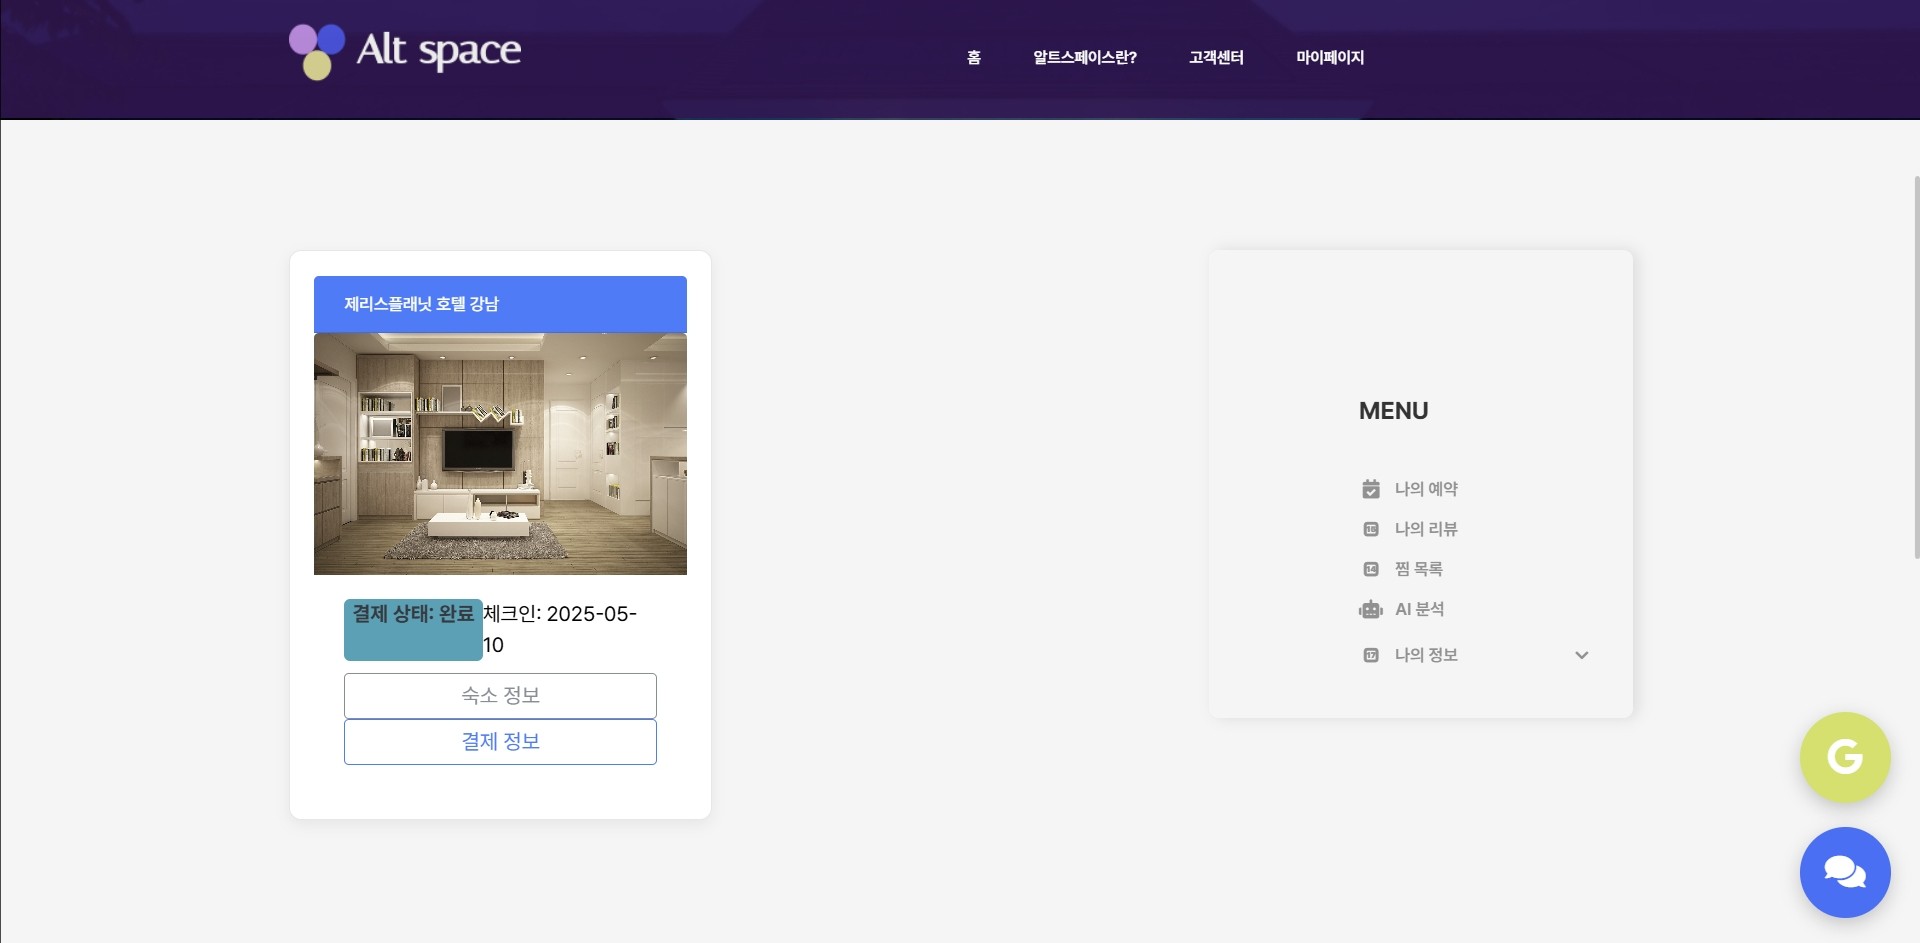 Alt space
홈
알트스페이스란?
고객센터
마이페이지
제리스플래닛 호텔 강남
결제 상태: 완료
체크인: 2025-05-
10
숙소 정보
결제 정보
MENU
나의 예약
나의 리뷰
찜 목록
AI 분석
나의 정보
G